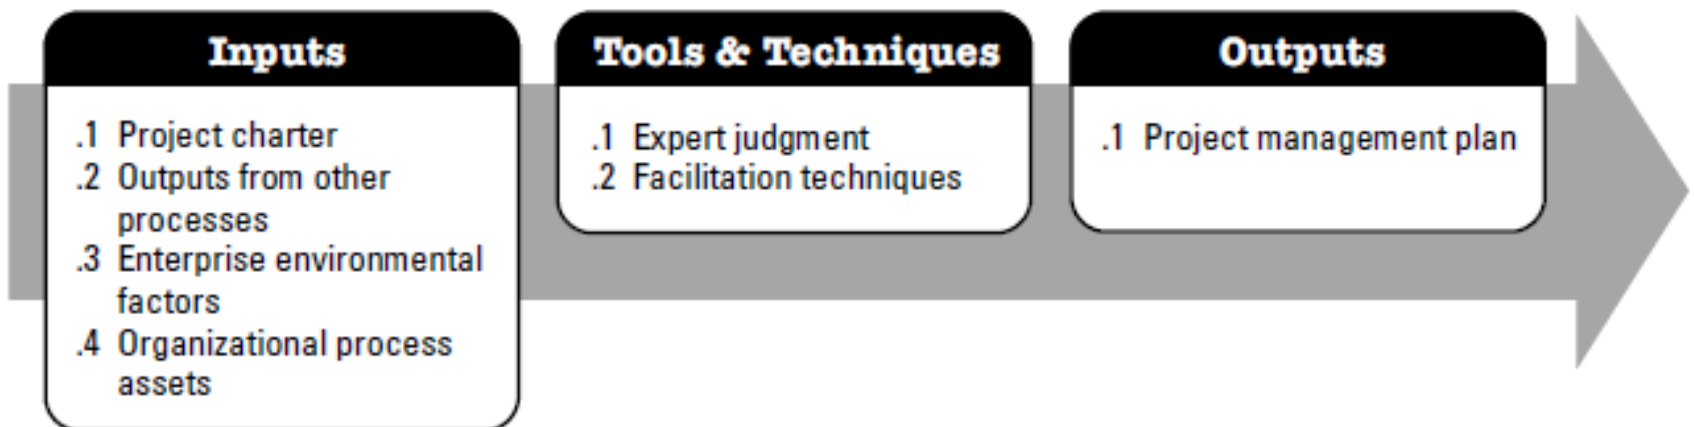 Inputs
.1 Project charter
.2 Outputs from other
processes
.3 Enterprise environmental
factors
.4 Organizational process
assets
Tools & Techniques
.1 Expert judgment
.2 Facilitation techniques
Outputs
.1 Project management plan